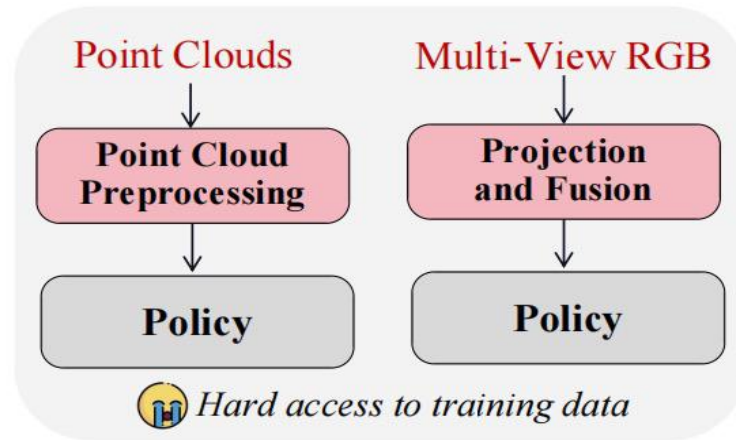 Point Clouds
Point Cloud
Preprocessing
Policy
Multi-View RGB
Projection
and Fusion
Policy
Hard access to training data